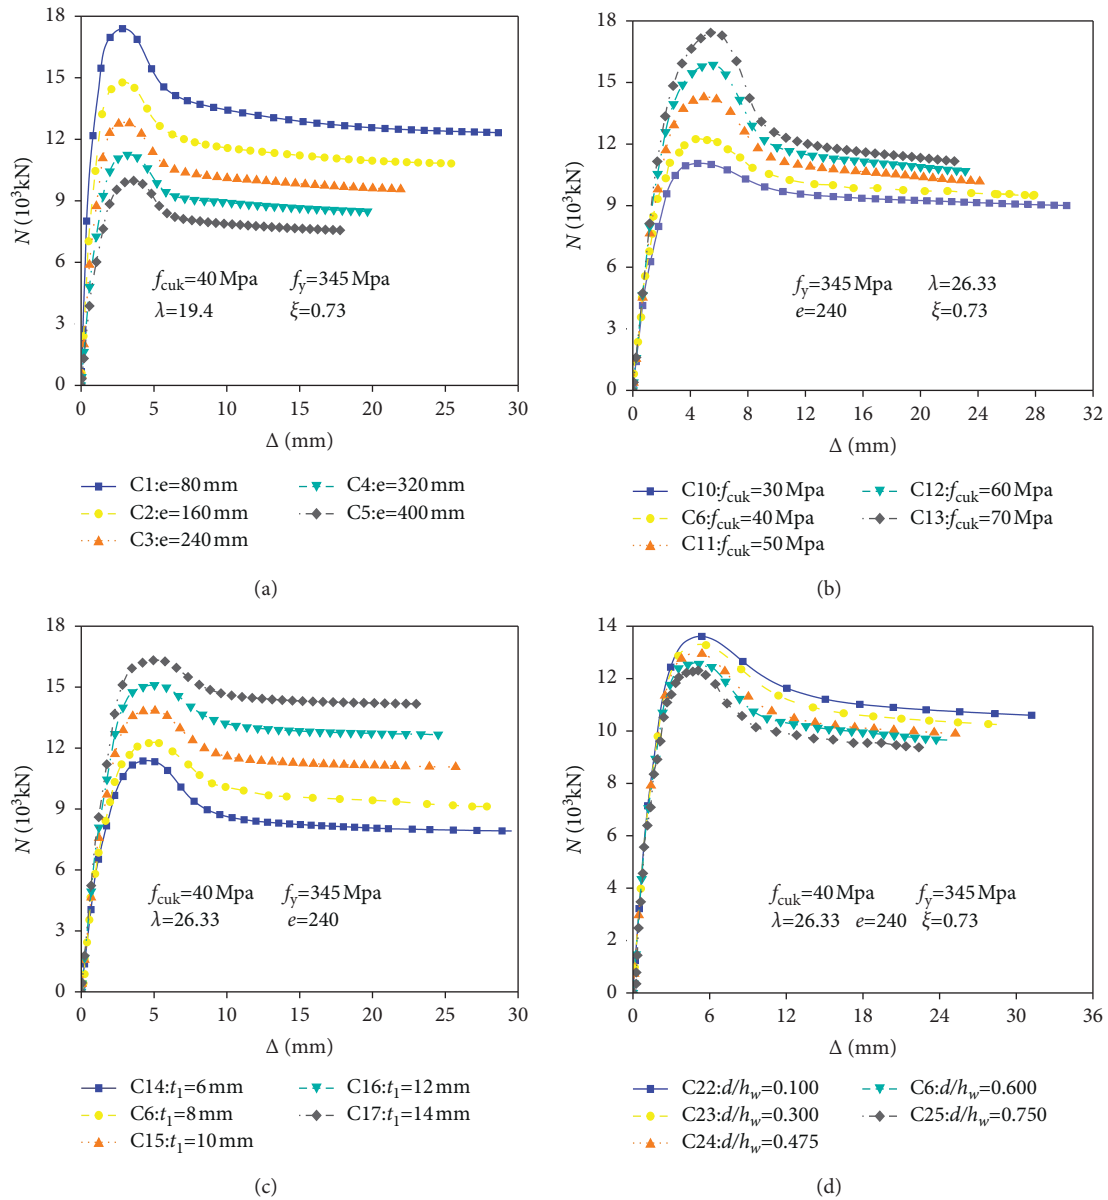 18
15
12
9
6
3
0
N (10³kN)
f_cuk=40 Mpa f_y=345 Mpa
λ=19.4 ξ=0.73
0 5 10 15 20 25 30
Δ (mm)
C1:e=80 mm C4:e=320 mm
C2:e=160 mm C5:e=400 mm
C3:e=240 mm
(a)
18
15
12
9
6
3
0
N (10³kN)
f_y=345 Mpa λ=26.33
e=240 ξ=0.73
0 4 8 12 16 20 24 28 32
Δ (mm)
C10:f_cuk=30 Mpa C12:f_cuk=60 Mpa
C6:f_cuk=40 Mpa C13:f_cuk=70 Mpa
C11:f_cuk=50 Mpa
(b)
18
15
12
9
6
3
0
N (10³kN)
f_cuk=40 Mpa f_y=345 Mpa
λ=26.33 e=240
0 5 10 15 20 25 30
Δ (mm)
C14:t₁=6 mm C16:t₁=12 mm
C6:t₁=8 mm C17:t₁=14 mm
C15:t₁=10 mm
(c)
14
12
10
8
6
4
2
0
N (10³kN)
f_cuk=40 Mpa f_y=345 Mpa
λ=26.33 e=240 ξ=0.73
0 6 12 18 24 30 36
Δ (mm)
C22:d/h_w=0.100 C6:d/h_w=0.600
C23:d/h_w=0.300 C25:d/h_w=0.750
C24:d/h_w=0.475
(d)